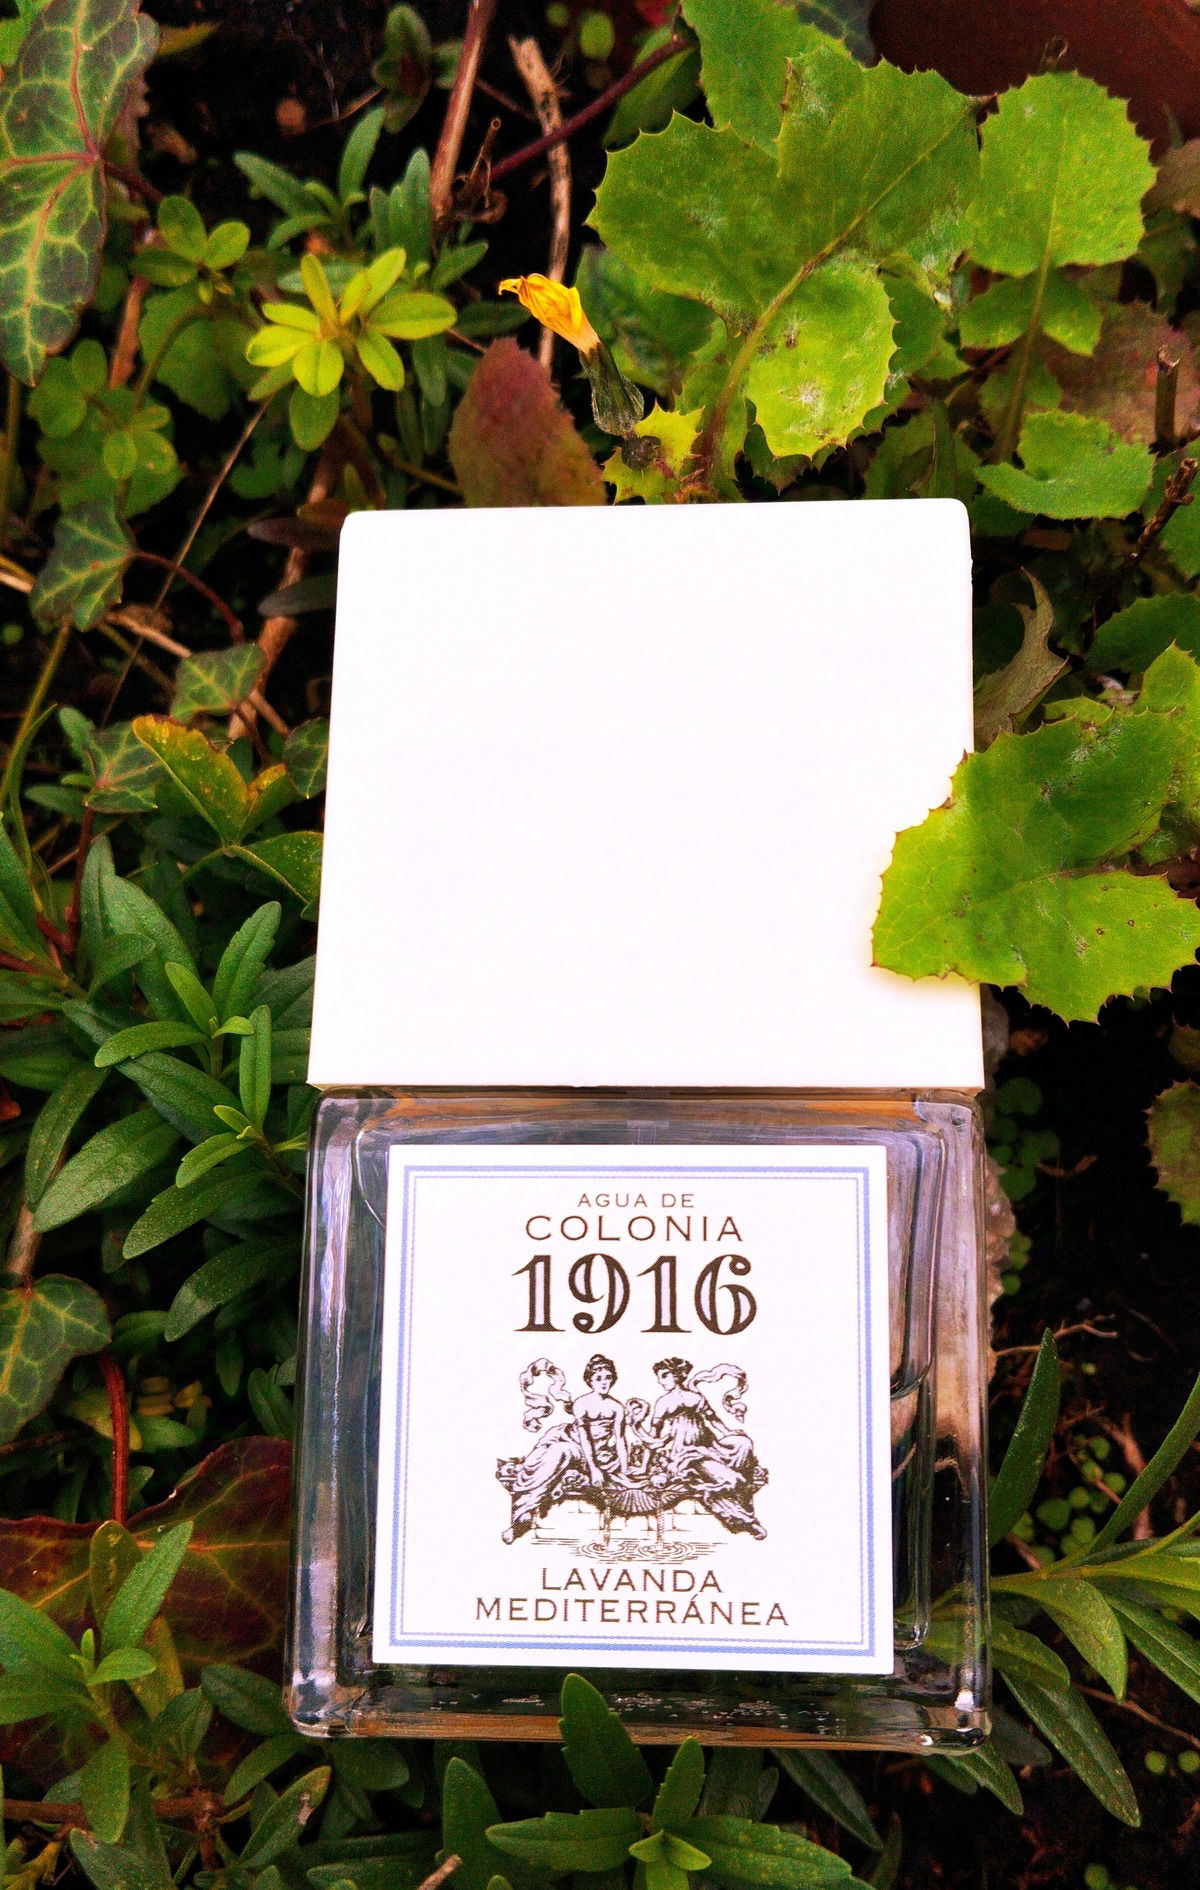 AGUA DE
COLONIA
1916
LAVANDA
MEDITERRÁNEA